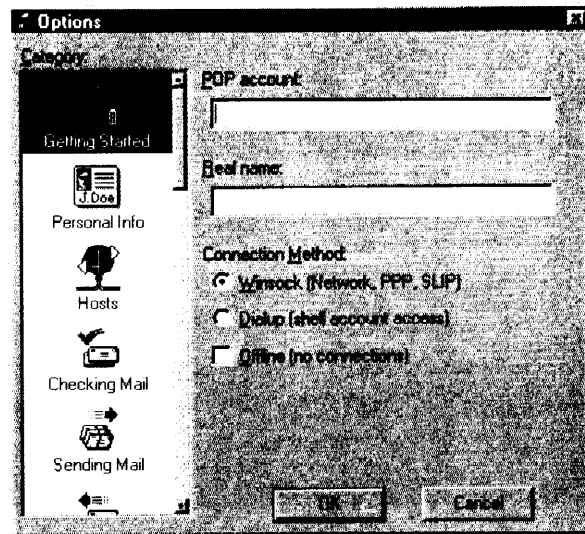 Options
Category:
Getting Started
J.Doe
Personal Info
Hosts
Checking Mail
Sending Mail
POP account:
Real name:
Connection Method:
Winsock (Network, PPP, SLIP)
Dialup (shell account access)
Offline (no connections)
OK
Cancel